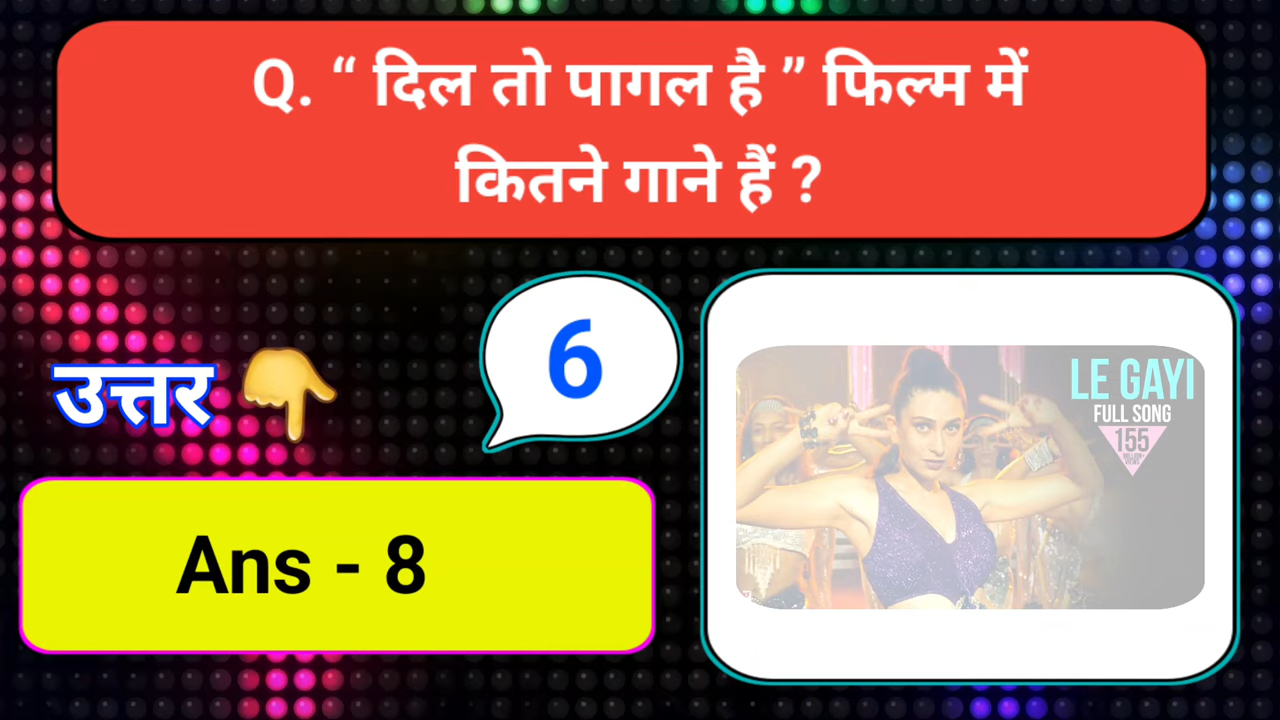 Q. “ दिल तो पागल है ” फिल्म में
कितने गाने हैं ?
6
उत्तर 👇
Ans - 8
LE GAYI
FULL SONG
155